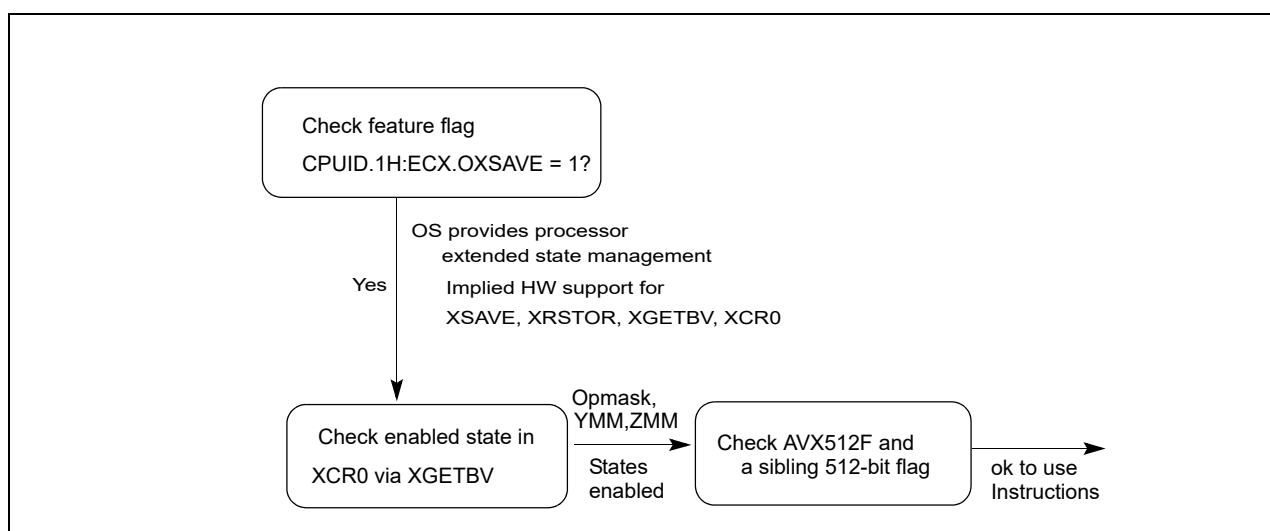 Check feature flag
CPUID.1H:ECX.OXSAVE = 1?
OS provides processor
extended state management
Yes
Implied HW support for
XSAVE, XRSTOR, XGETBV, XCR0
Check enabled state in
XCR0 via XGETBV
Opmask,
YMM,ZMM
States
enabled
Check AVX512F and
a sibling 512-bit flag
ok to use
Instructions